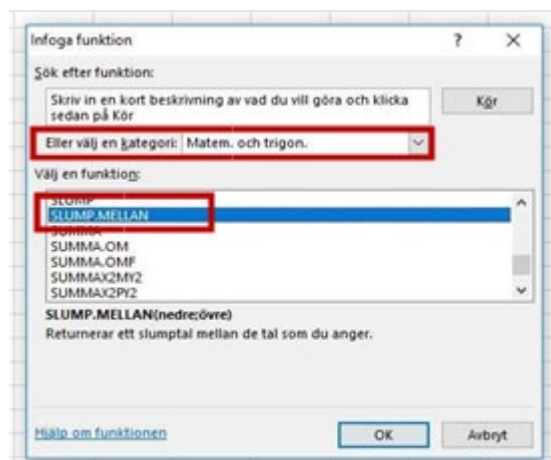 Infoga funktion ? ×
Sök efter funktion:
Skriv in en kort beskrivning av vad du vill göra och klicka
sedan på Kör
Kör
Eller välj en kategori: Matem. och trigon.
Välj en funktion:
SLUMP
SLUMP.MELLAN
SUMMA
SUMMA.OM
SUMMA.OMF
SUMMAX2MY2
SUMMAX2PY2
SLUMP.MELLAN(nedre;övre)
Returnerar ett slumptal mellan de tal som du anger.
Hjälp om funktionen
OK
Avbryt